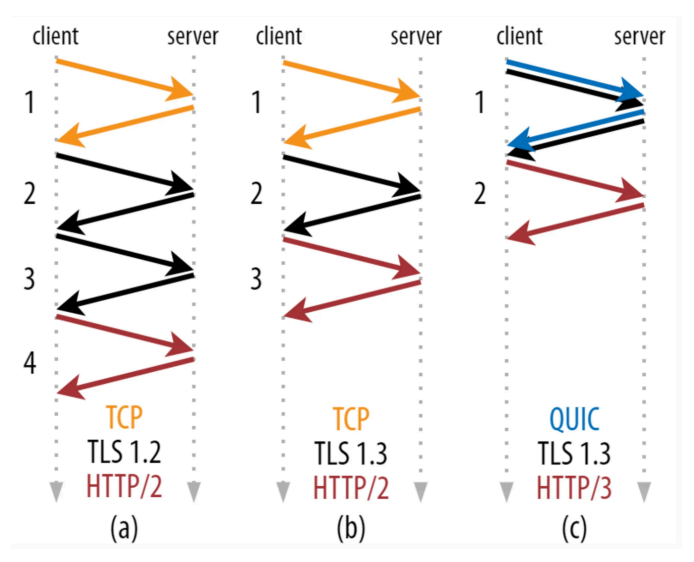 client server client server client server
1 1 1
2 2 2
3 3
4
TCP TCP QUIC
TLS 1.2 TLS 1.3 TLS 1.3
HTTP/2 HTTP/2 HTTP/3
(a) (b) (c)